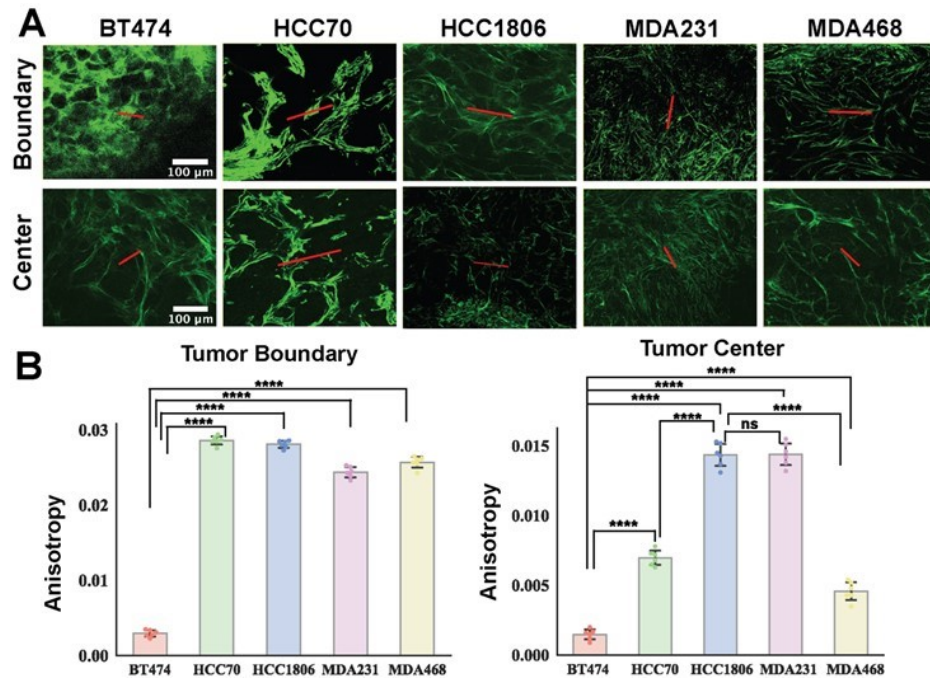 A
BT474 HCC70 HCC1806 MDA231 MDA468
Boundary
100 μm
Center
100 μm
B
Tumor Boundary
****
****
****
****
0.03
0.02
0.01
0.00
Anisotropy
BT474 HCC70 HCC1806 MDA231 MDA468
Tumor Center
****
****
****
**** ****
ns
****
0.015
0.010
0.005
0.000
Anisotropy
BT474 HCC70 HCC1806 MDA231 MDA468